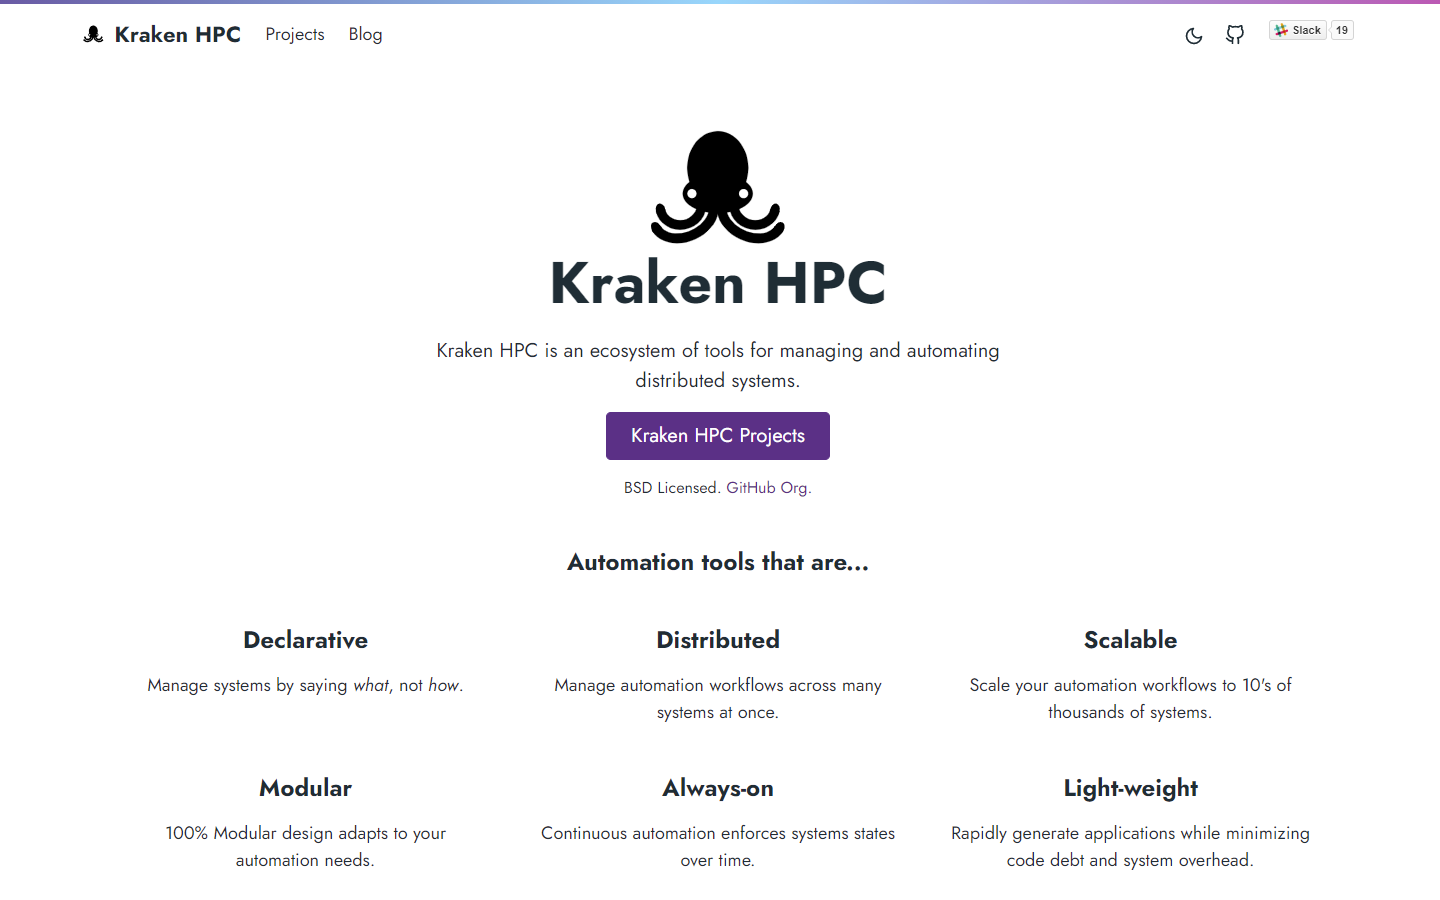 Kraken HPC Projects Blog Slack 19
Kraken HPC
Kraken HPC is an ecosystem of tools for managing and automating
distributed systems.
Kraken HPC Projects
BSD Licensed. GitHub Org.
Automation tools that are...
Declarative
Manage systems by saying what, not how.
Distributed
Manage automation workflows across many
systems at once.
Scalable
Scale your automation workflows to 10's of
thousands of systems.
Modular
100% Modular design adapts to your
automation needs.
Always-on
Continuous automation enforces systems states
over time.
Light-weight
Rapidly generate applications while minimizing
code debt and system overhead.